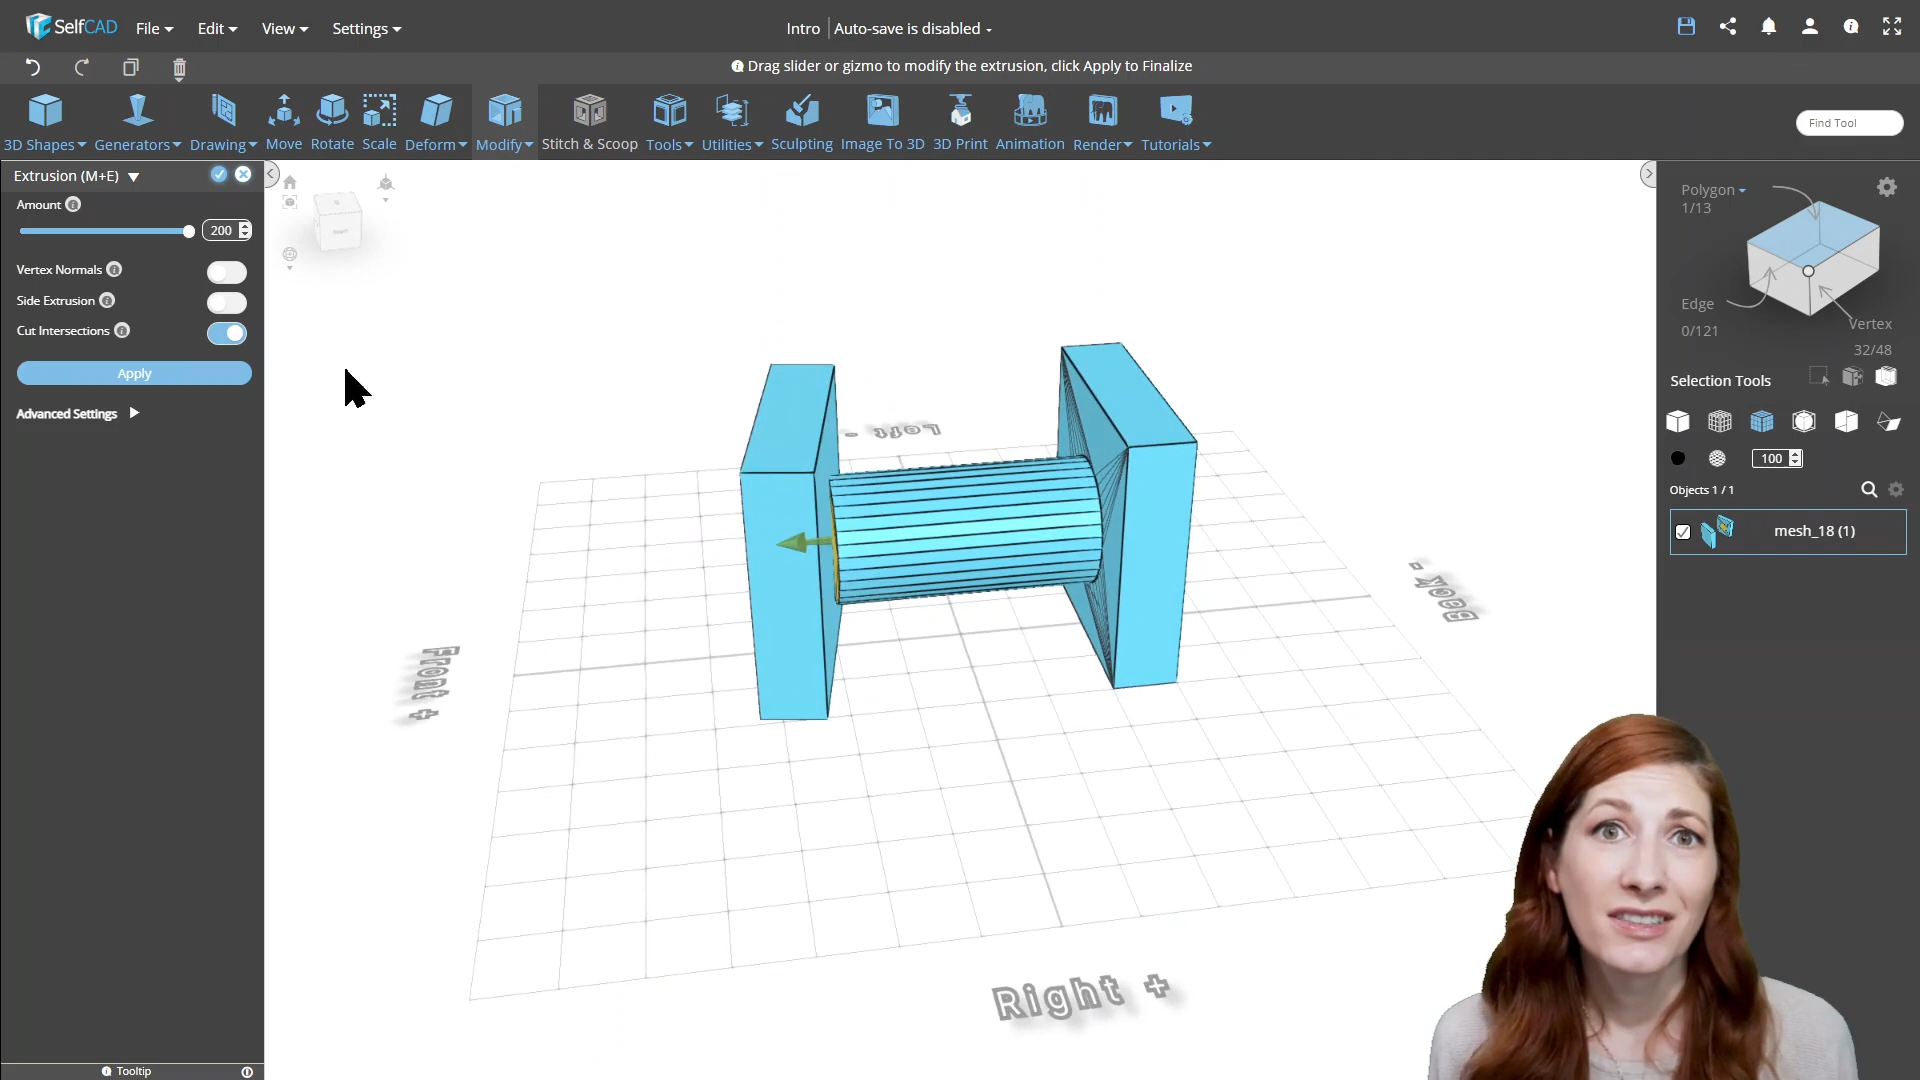 SelfCAD File Edit View Settings Intro Auto-save is disabled
Drag slider or gizmo to modify the extrusion, click Apply to Finalize
3D Shapes Generators Drawing Move Rotate Scale Deform Modify Stitch & Scoop Tools Utilities Sculpting Image To 3D 3D Print Animation Render Tutorials
Find Tool
Extrusion (M+E)
Amount
200
Vertex Normals
Side Extrusion
Cut Intersections
Apply
Advanced Settings
Left -
Back -
Front +
Right +
Polygon
1/13
Edge
0/121
Vertex
32/48
Selection Tools
100
Objects 1 / 1
mesh_18 (1)
Tooltip